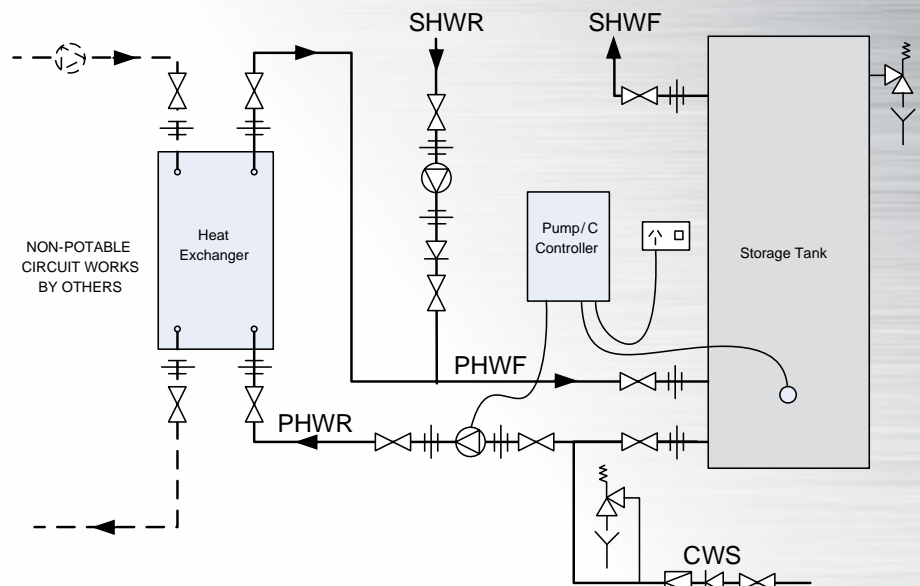 SHWR
SHWF
NON-POTABLE
CIRCUIT WORKS
BY OTHERS
Heat
Exchanger
Pump/C
Controller
Storage Tank
PHWF
PHWR
CWS